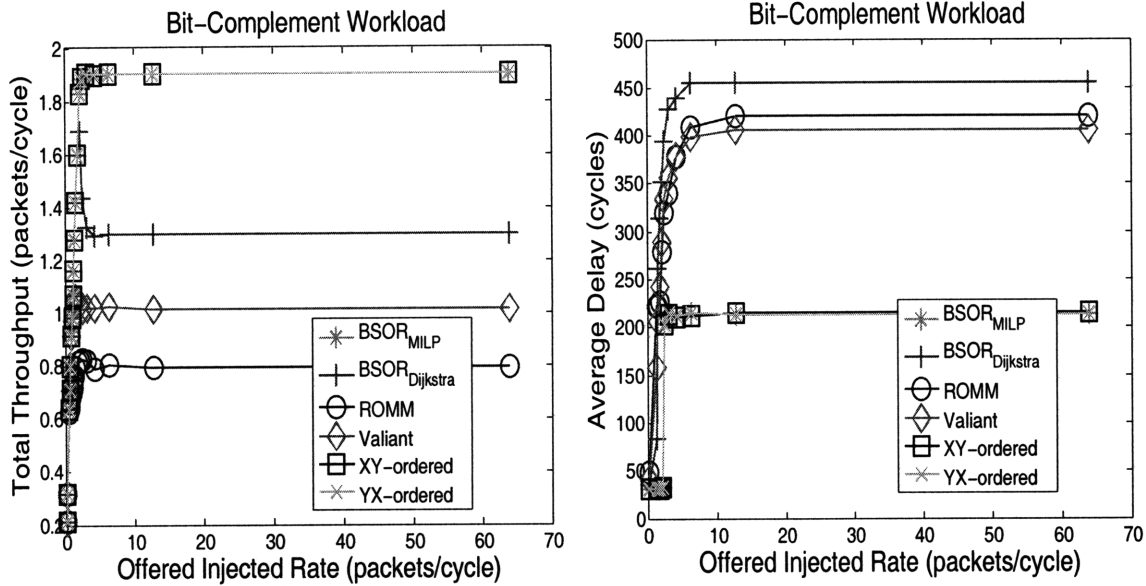 Bit-Complement Workload
2
1.8
1.6
1.4
1.2
1
0.8
0.6
0.4
0.2
0 10 20 30 40 50 60 70
Total Throughput (packets/cycle)
Offered Injected Rate (packets/cycle)
BSOR_MILP
BSOR_Dijkstra
ROMM
Valiant
XY-ordered
YX-ordered
Bit-Complement Workload
500
450
400
350
300
250
200
150
100
50
0
0 10 20 30 40 50 60 70
Average Delay (cycles)
Offered Injected Rate (packets/cycle)
BSOR_MILP
BSOR_Dijkstra
ROMM
Valiant
XY-ordered
YX-ordered